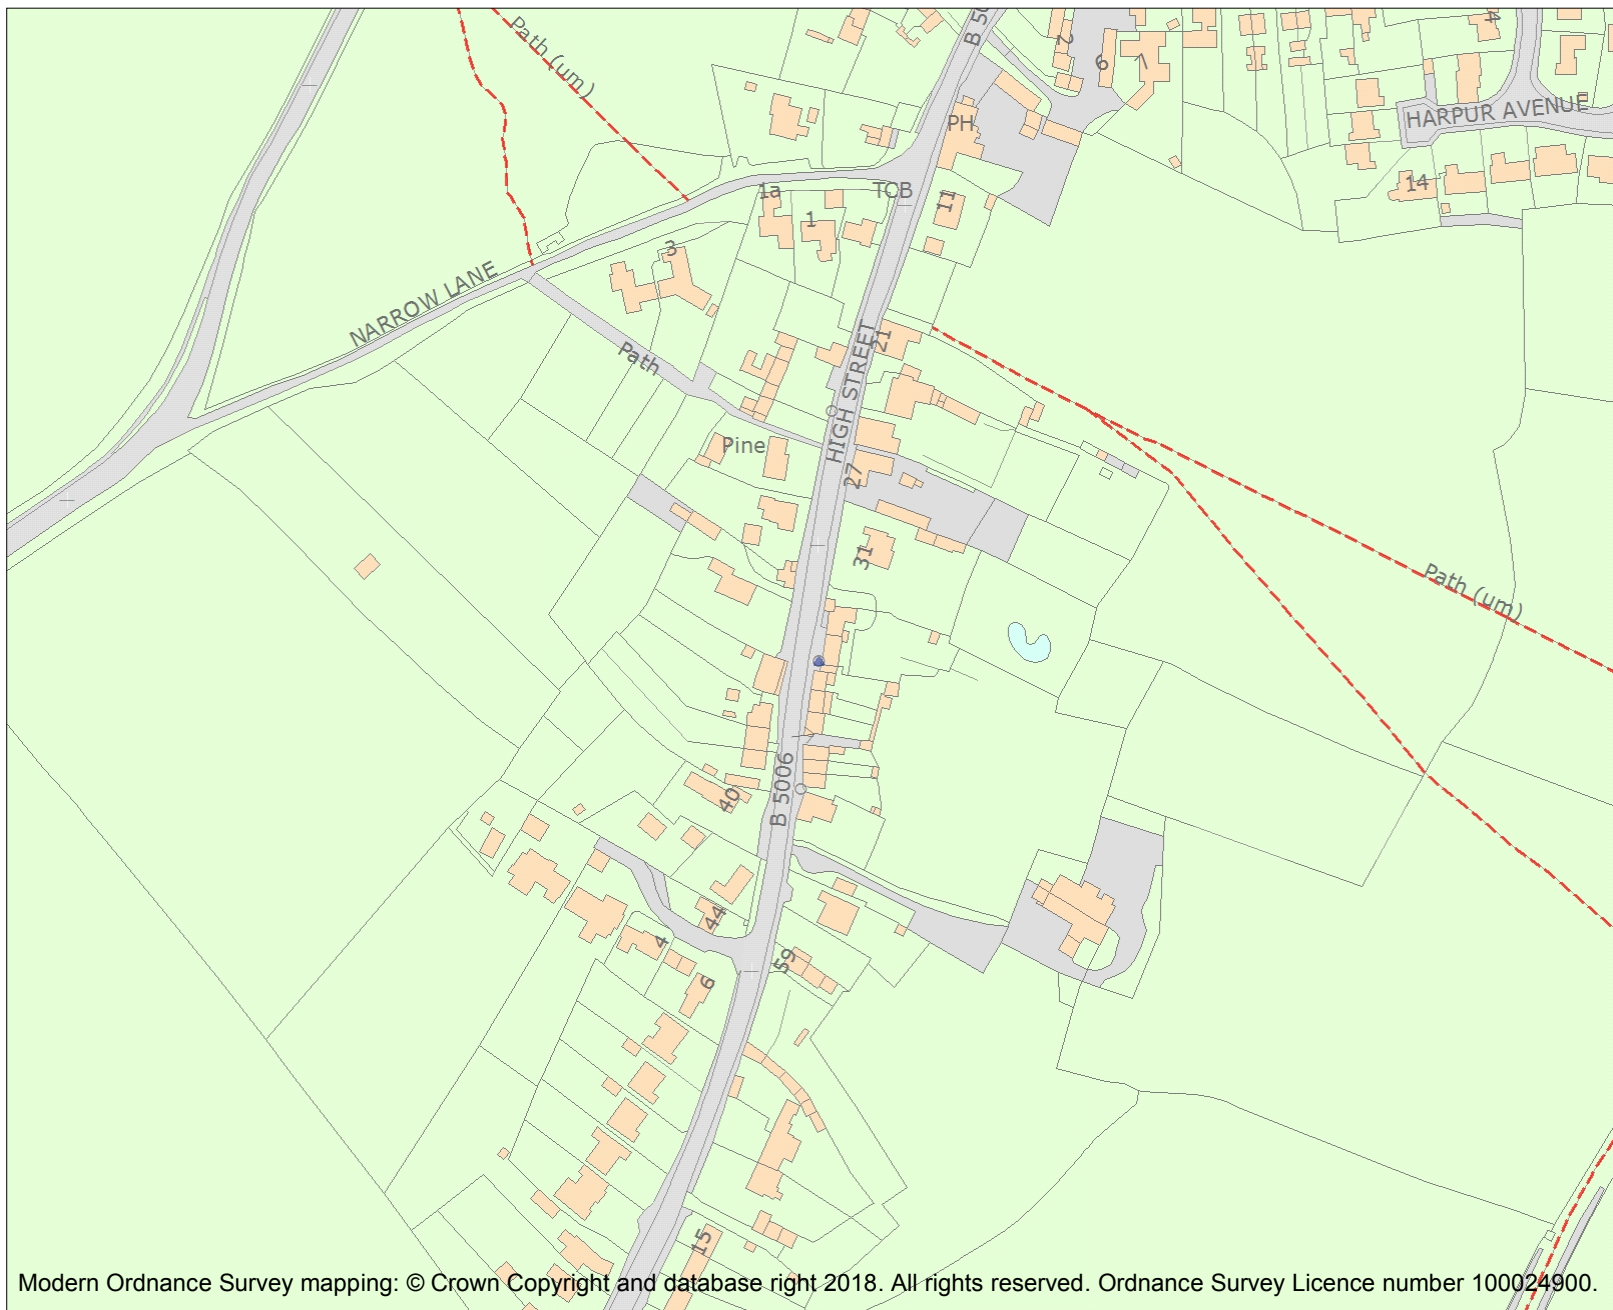 Path (um)
B 50
2
6
7
4
HARPUR AVENUE
PH
14
1a
TCB
11
1
3
NARROW LANE
Path
HIGH STREET
21
Pine
27
31
Path (um)
B 5006
40
44
4
59
6
15
Modern Ordnance Survey mapping: © Crown Copyright and database right 2018. All rights reserved. Ordnance Survey Licence number 100024900.